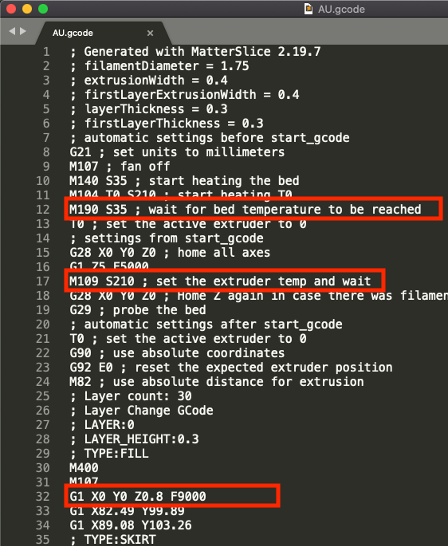 AU.gcode
AU.gcode
1 ; Generated with MatterSlice 2.19.7
2 ; filamentDiameter = 1.75
3 ; extrusionWidth = 0.4
4 ; firstLayerExtrusionWidth = 0.4
5 ; layerThickness = 0.3
6 ; firstLayerThickness = 0.3
7 ; automatic settings before start_gcode
8 G21 ; set units to millimeters
9 M107 ; fan off
10 M140 S35 ; start heating the bed
11 M104 T0 S210 ; start heating T0
12 M190 S35 ; wait for bed temperature to be reached
13 T0 ; set the active extruder to 0
14 ; settings from start_gcode
15 G28 X0 Y0 Z0 ; home all axes
16 G1 Z5 F5000
17 M109 S210 ; set the extruder temp and wait
18 G28 X0 Y0 Z0 ; Home Z again in case there was filamen
19 G29 ; probe the bed
20 ; automatic settings after start_gcode
21 T0 ; set the active extruder to 0
22 G90 ; use absolute coordinates
23 G92 E0 ; reset the expected extruder position
24 M82 ; use absolute distance for extrusion
25 ; Layer count: 30
26 ; Layer Change GCode
27 ; LAYER:0
28 ; LAYER_HEIGHT:0.3
29 ; TYPE:FILL
30 M400
31 M107
32 G1 X0 Y0 Z0.8 F9000
33 G1 X82.49 Y99.89
34 G1 X89.08 Y103.26
35 ; TYPE:SKIRT